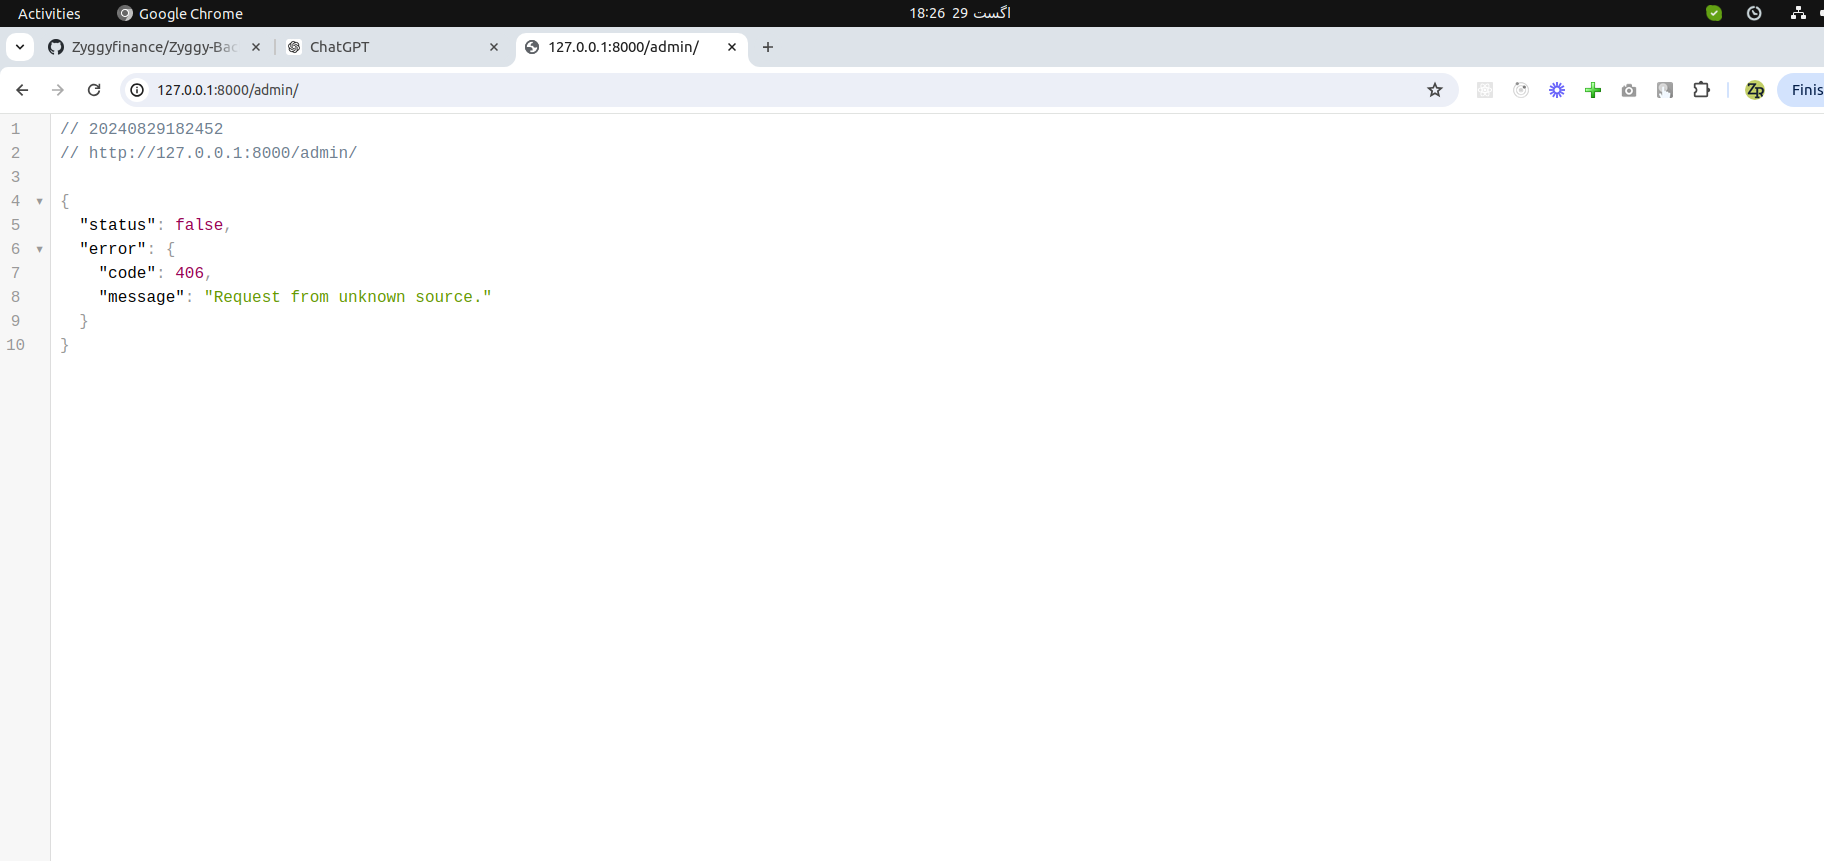 Activities Google Chrome 18:26 29 اگست
Zyggyfinance/Zyggy-Bac ChatGPT 127.0.0.1:8000/admin/
127.0.0.1:8000/admin/ ZR Finis
1 // 20240829182452
2 // http://127.0.0.1:8000/admin/
3
4 {
5 "status": false,
6 "error": {
7 "code": 406,
8 "message": "Request from unknown source."
9 }
10 }